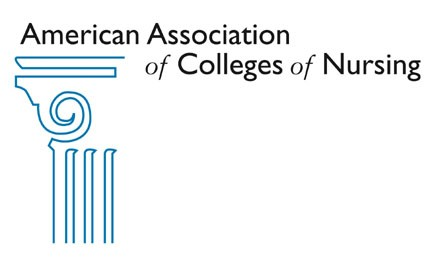 American Association
of Colleges of Nursing